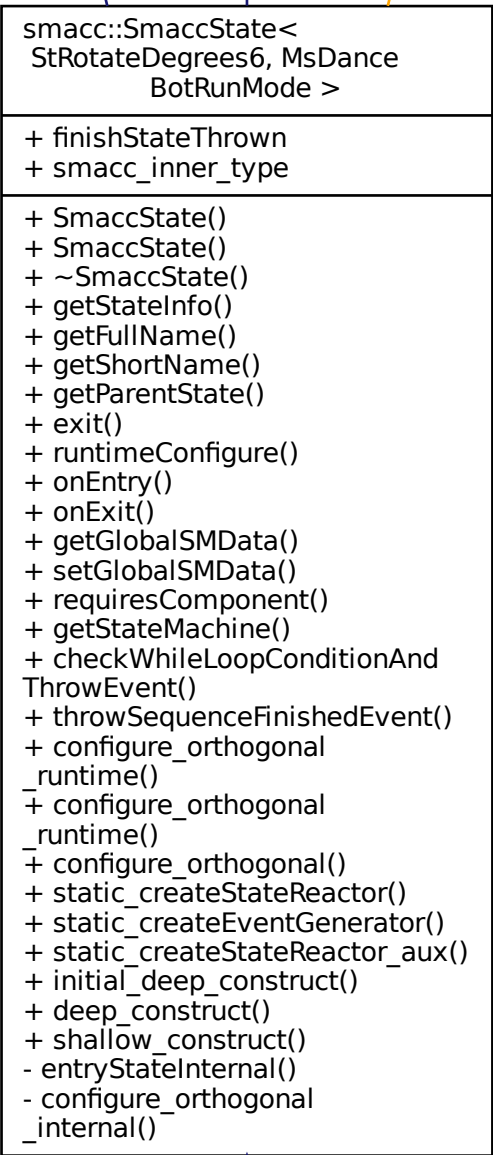 smacc::SmaccState<
StRotateDegrees6, MsDance
BotRunMode >
+ finishStateThrown
+ smacc_inner_type
+ SmaccState()
+ SmaccState()
+ ~SmaccState()
+ getStateInfo()
+ getFullName()
+ getShortName()
+ getParentState()
+ exit()
+ runtimeConfigure()
+ onEntry()
+ onExit()
+ getGlobalSMData()
+ setGlobalSMData()
+ requiresComponent()
+ getStateMachine()
+ checkWhileLoopConditionAnd
ThrowEvent()
+ throwSequenceFinishedEvent()
+ configure_orthogonal
_runtime()
+ configure_orthogonal
_runtime()
+ configure_orthogonal()
+ static_createStateReactor()
+ static_createEventGenerator()
+ static_createStateReactor_aux()
+ initial_deep_construct()
+ deep_construct()
+ shallow_construct()
- entryStateInternal()
- configure_orthogonal
_internal()